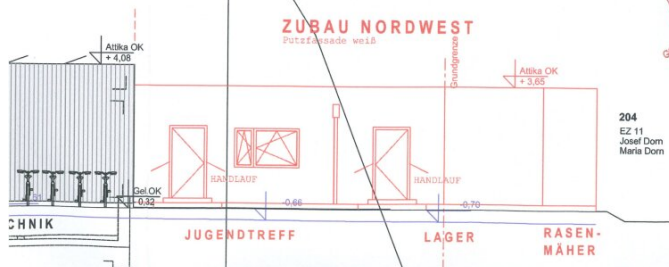 ZUBAU NORDWEST
Putzfassade weiß
Attika OK
+ 4,08
Grundgrenze
Attika OK
+ 3,65
204
EZ 11
Josef Dorn
Maria Dorn
HANDLAUF
HANDLAUF
Gel.OK
0,32
-0,66
-0,70
CHNIK
JUGENDTREFF
LAGER
RASEN-
MÄHER